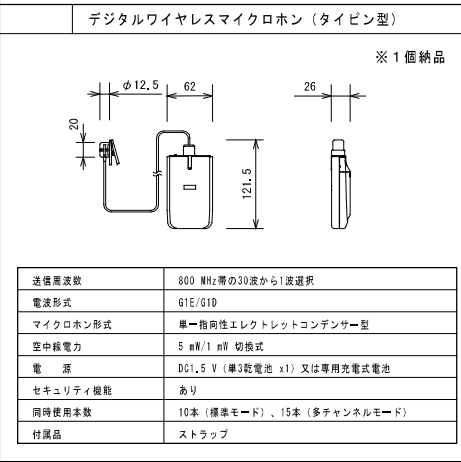 デジタルワイヤレスマイクロホン（タイピン型）
※１個納品
φ12.5
62
26
20
121.5
送信周波数 800 MHz帯の30波から1波選択
電波形式 G1E/G1D
マイクロホン形式 単一指向性エレクトレットコンデンサー型
空中線電力 5 mW/1 mW 切換式
電　源 DC1.5 V（単3乾電池 x1）又は専用充電式電池
セキュリティ機能 あり
同時使用本数 10本（標準モード）、15本（多チャンネルモード）
付属品 ストラップ